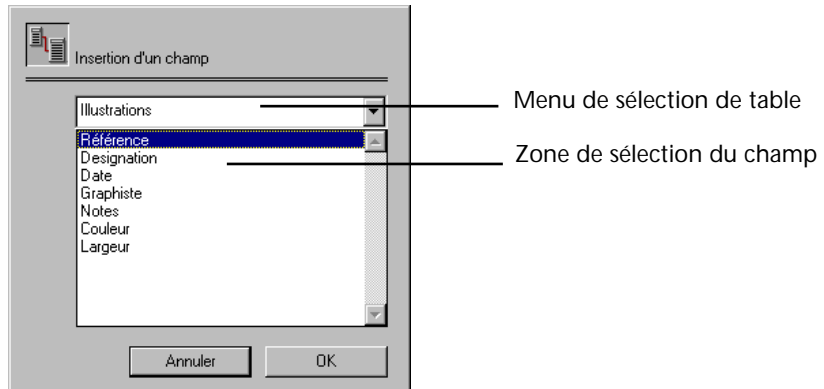 Insertion d'un champ
Illustrations
Menu de sélection de table
Référence
Designation
Zone de sélection du champ
Date
Graphiste
Notes
Couleur
Largeur
Annuler
OK